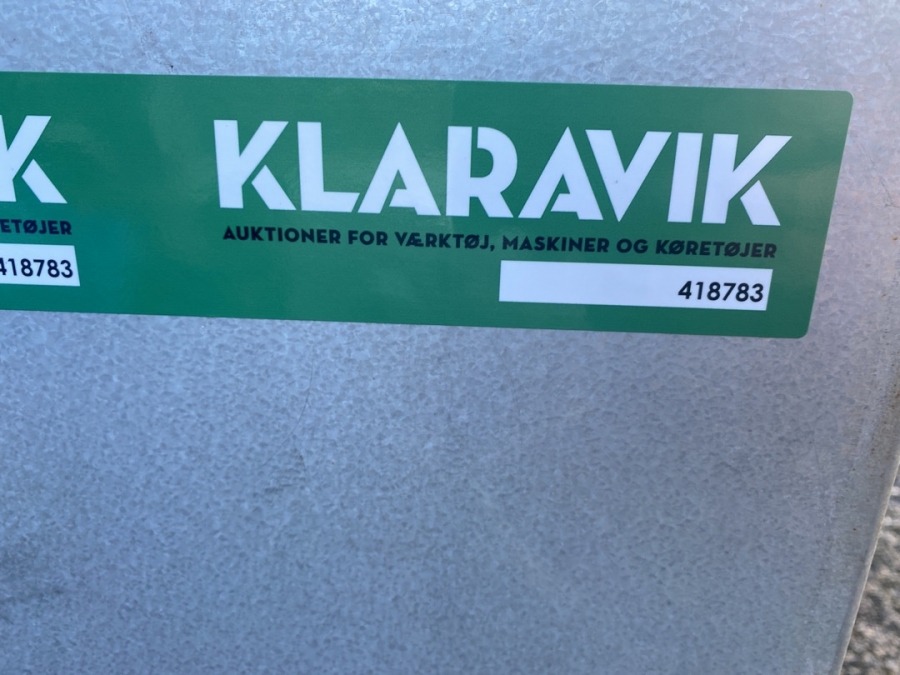 KLARAVIK
AUKTIONER FOR VÆRKTØJ, MASKINER OG KØRETØJER
418783
418783